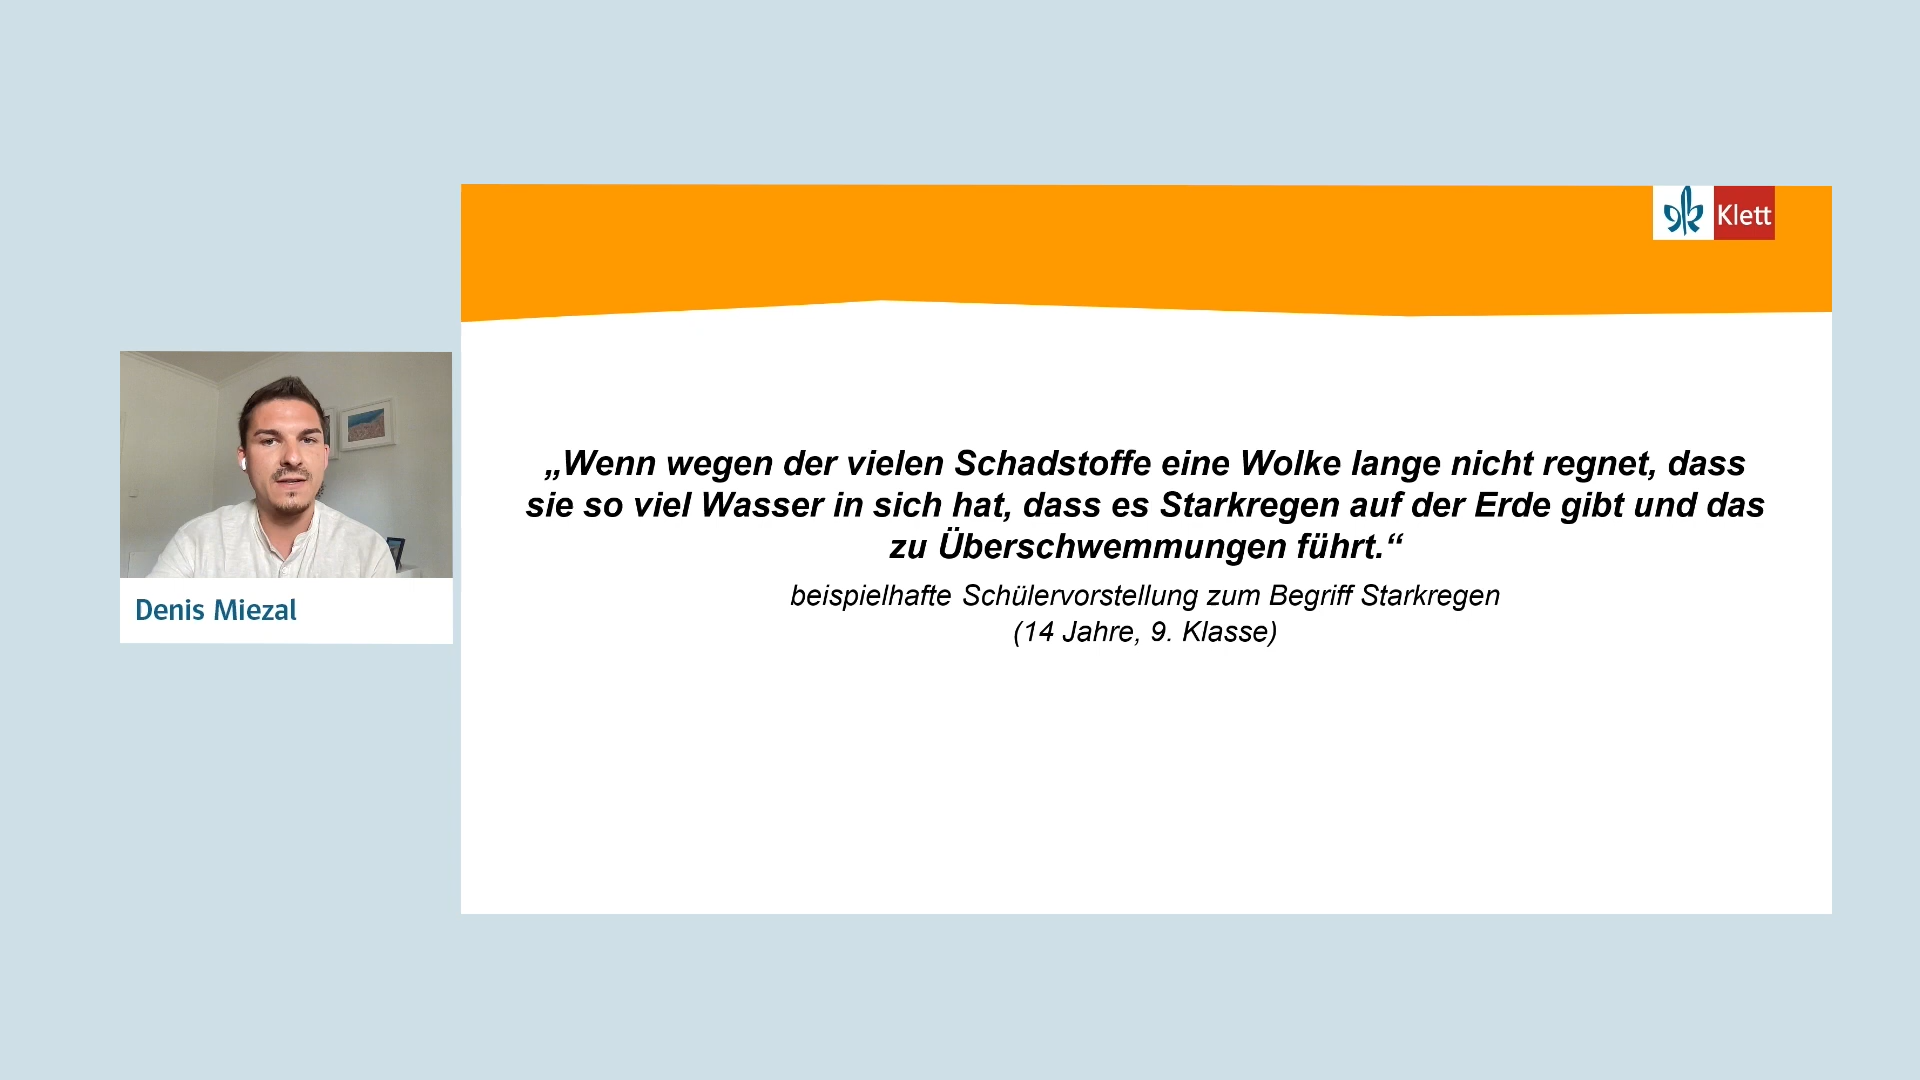 Klett
„Wenn wegen der vielen Schadstoffe eine Wolke lange nicht regnet, dass
sie so viel Wasser in sich hat, dass es Starkregen auf der Erde gibt und das
zu Überschwemmungen führt.“
beispielhafte Schülervorstellung zum Begriff Starkregen
(14 Jahre, 9. Klasse)
Denis Miezal